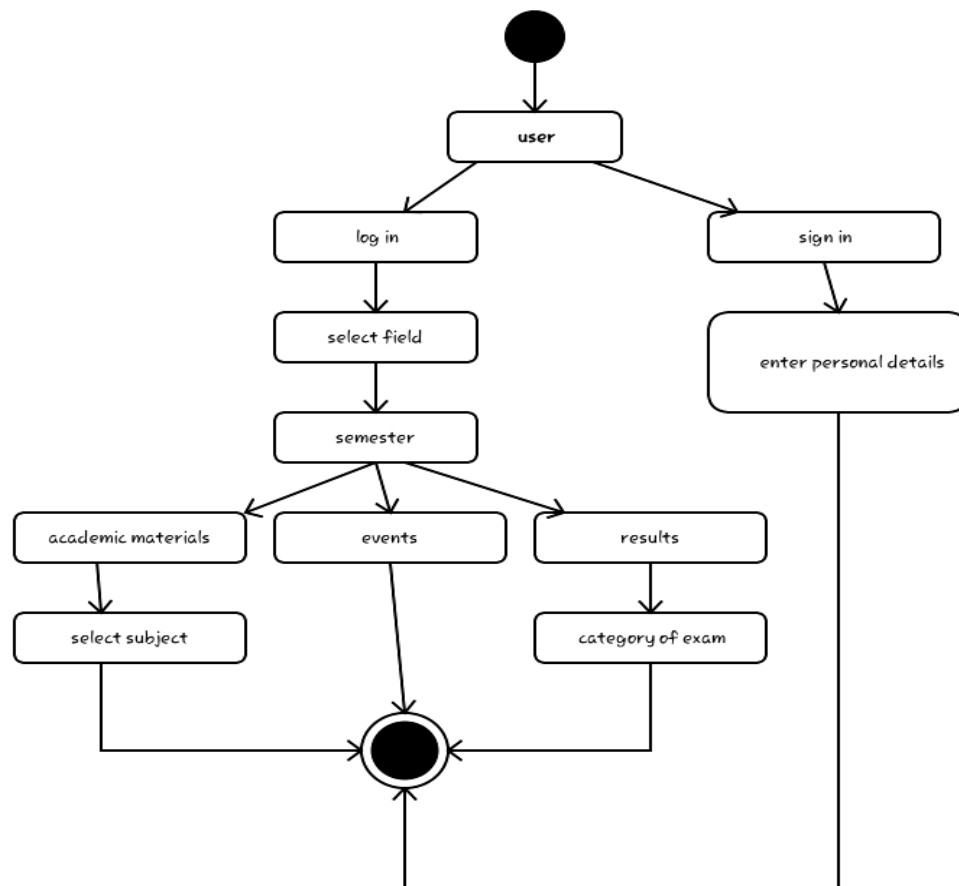 user
log in
sign in
select field
enter personal details
semester
academic materials
events
results
select subject
category of exam